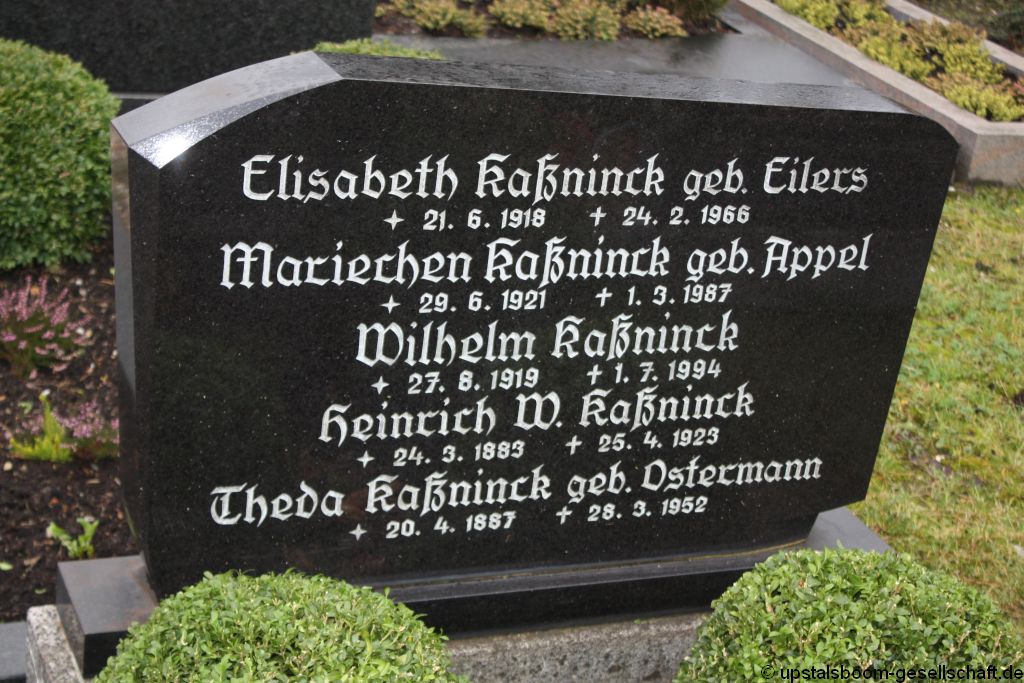 Elisabeth Kaßninck geb. Eilers
✦ 21. 6. 1918 ✝ 24. 2. 1966
Mariechen Kaßninck geb. Appel
✦ 29. 6. 1921 ✝ 1. 3. 1987
Wilhelm Kaßninck
✦ 27. 8. 1919 ✝ 1. 7. 1994
Heinrich W. Kaßninck
✦ 24. 3. 1883 ✝ 25. 4. 1923
Theda Kaßninck geb. Ostermann
✦ 20. 4. 1887 ✝ 28. 3. 1952
© upstalsboom-gesellschaft.de